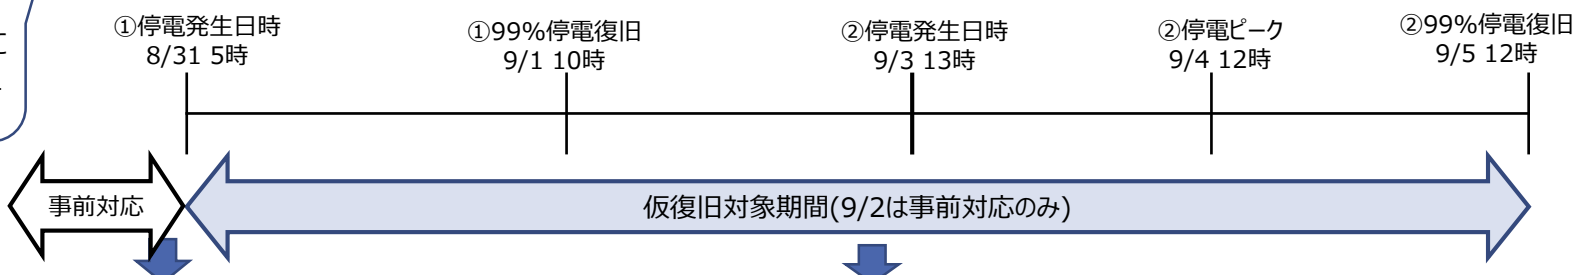 ①停電発生日時
8/31 5時
①99%停電復旧
9/1 10時
②停電発生日時
9/3 13時
②停電ピーク
9/4 12時
②99%停電復旧
9/5 12時
事前対応
仮復旧対象期間(9/2は事前対応のみ)